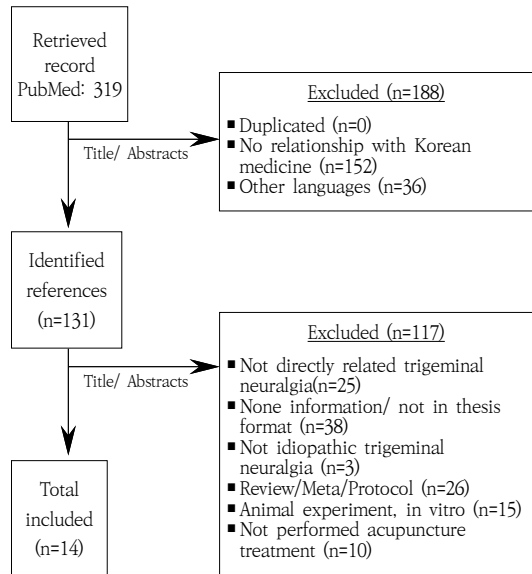 Retrieved
record
PubMed: 319
Title/ Abstracts
Excluded (n=188)
▪ Duplicated (n=0)
▪ No relationship with Korean
medicine (n=152)
▪ Other languages (n=36)
Identified
references
(n=131)
Title/ Abstracts
Excluded (n=117)
▪ Not directly related trigeminal
neuralgia(n=25)
▪ None information/ not in thesis
format (n=38)
▪ Not idiopathic trigeminal
neuralgia (n=3)
▪ Review/Meta/Protocol (n=26)
▪ Animal experiment, in vitro (n=15)
▪ Not performed acupuncture
treatment (n=10)
Total
included
(n=14)